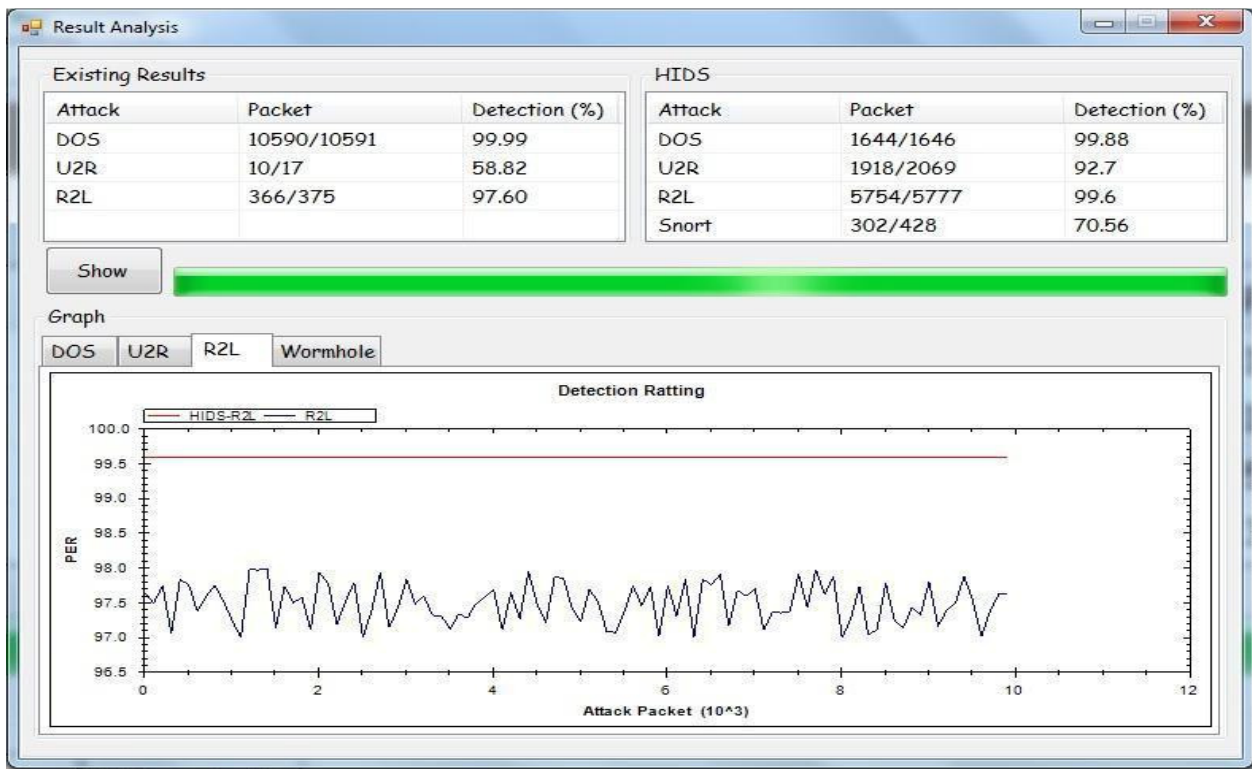 Result Analysis
Existing Results
Attack Packet Detection (%)
DOS 10590/10591 99.99
U2R 10/17 58.82
R2L 366/375 97.60
HIDS
Attack Packet Detection (%)
DOS 1644/1646 99.88
U2R 1918/2069 92.7
R2L 5754/5777 99.6
Snort 302/428 70.56
Show
Graph
DOS U2R R2L Wormhole
Detection Ratting
HIDS-R2L R2L
100.0
99.5
99.0
98.5
98.0
97.5
97.0
96.5
PER
0 2 4 6 8 10 12
Attack Packet (10^3)